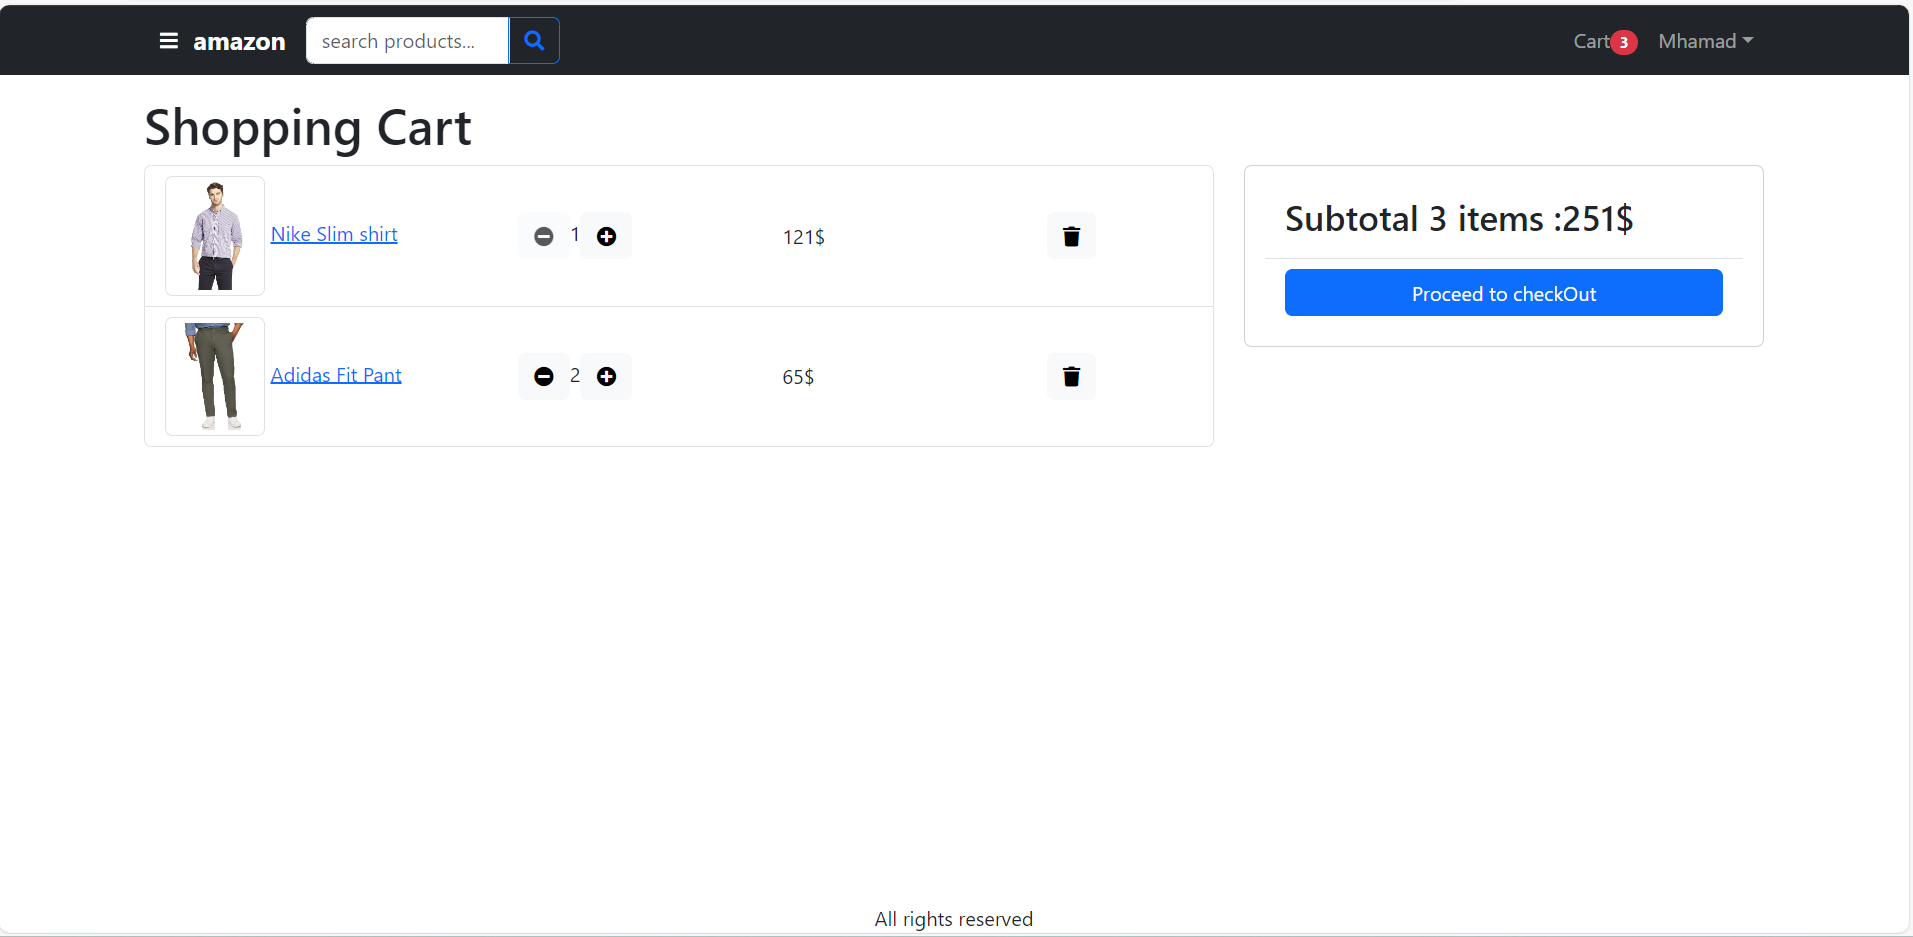 amazon search products... Cart 3 Mhamad
Shopping Cart
Nike Slim shirt 1 121$
Adidas Fit Pant 2 65$
Subtotal 3 items :251$
Proceed to checkOut
All rights reserved